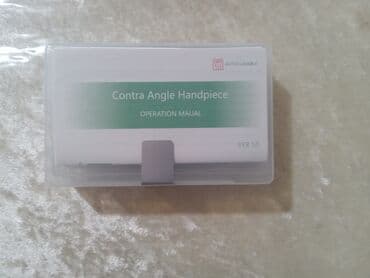 Contra Angle Handpiece
OPERATION MAUAL